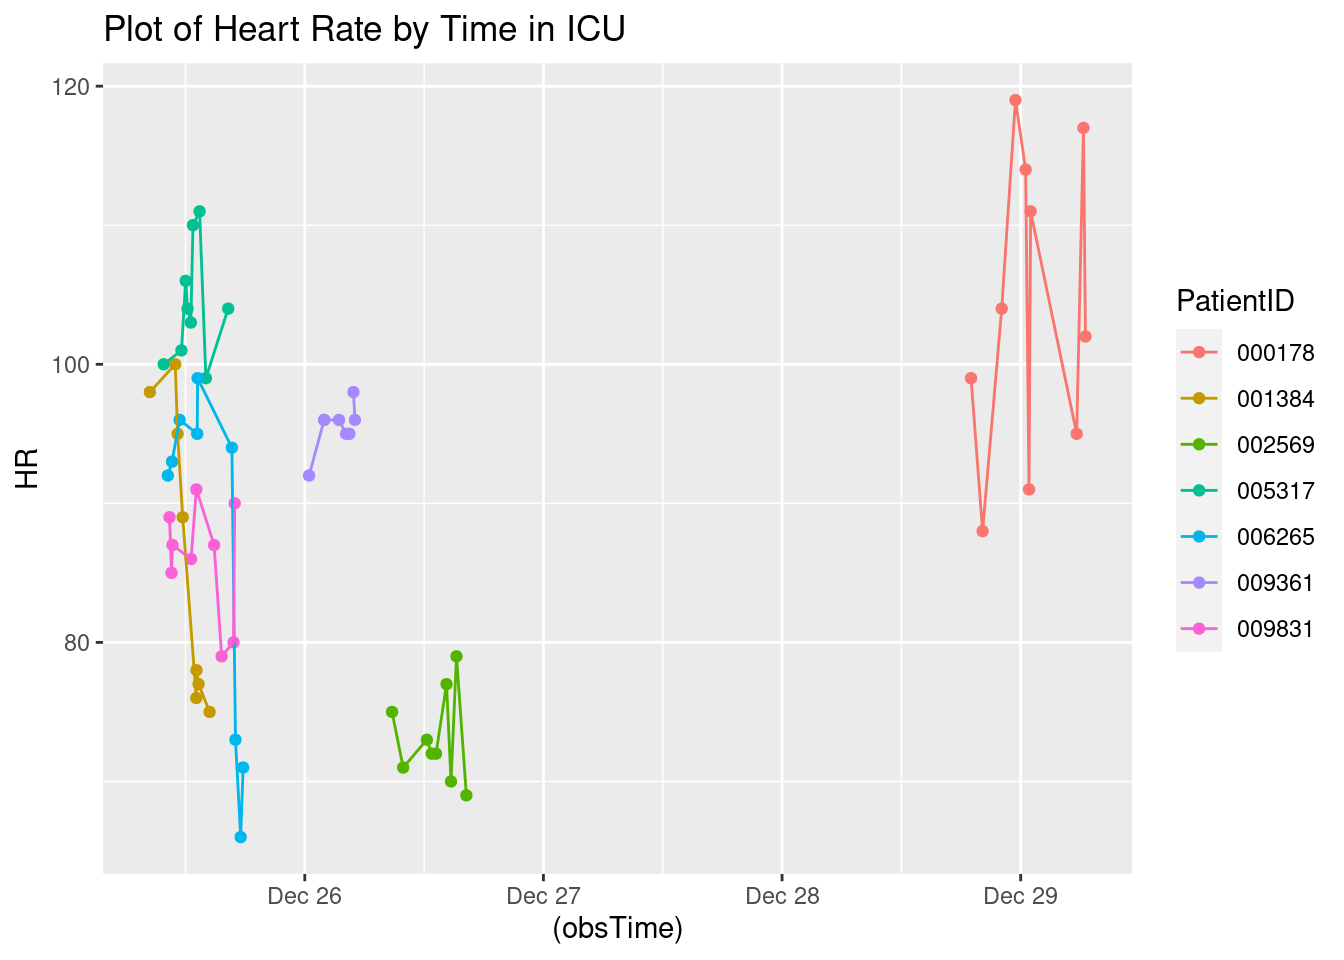 Plot of Heart Rate by Time in ICU
120
100
80
HR
Dec 26
Dec 27
Dec 28
Dec 29
(obsTime)
PatientID
000178
001384
002569
005317
006265
009361
009831